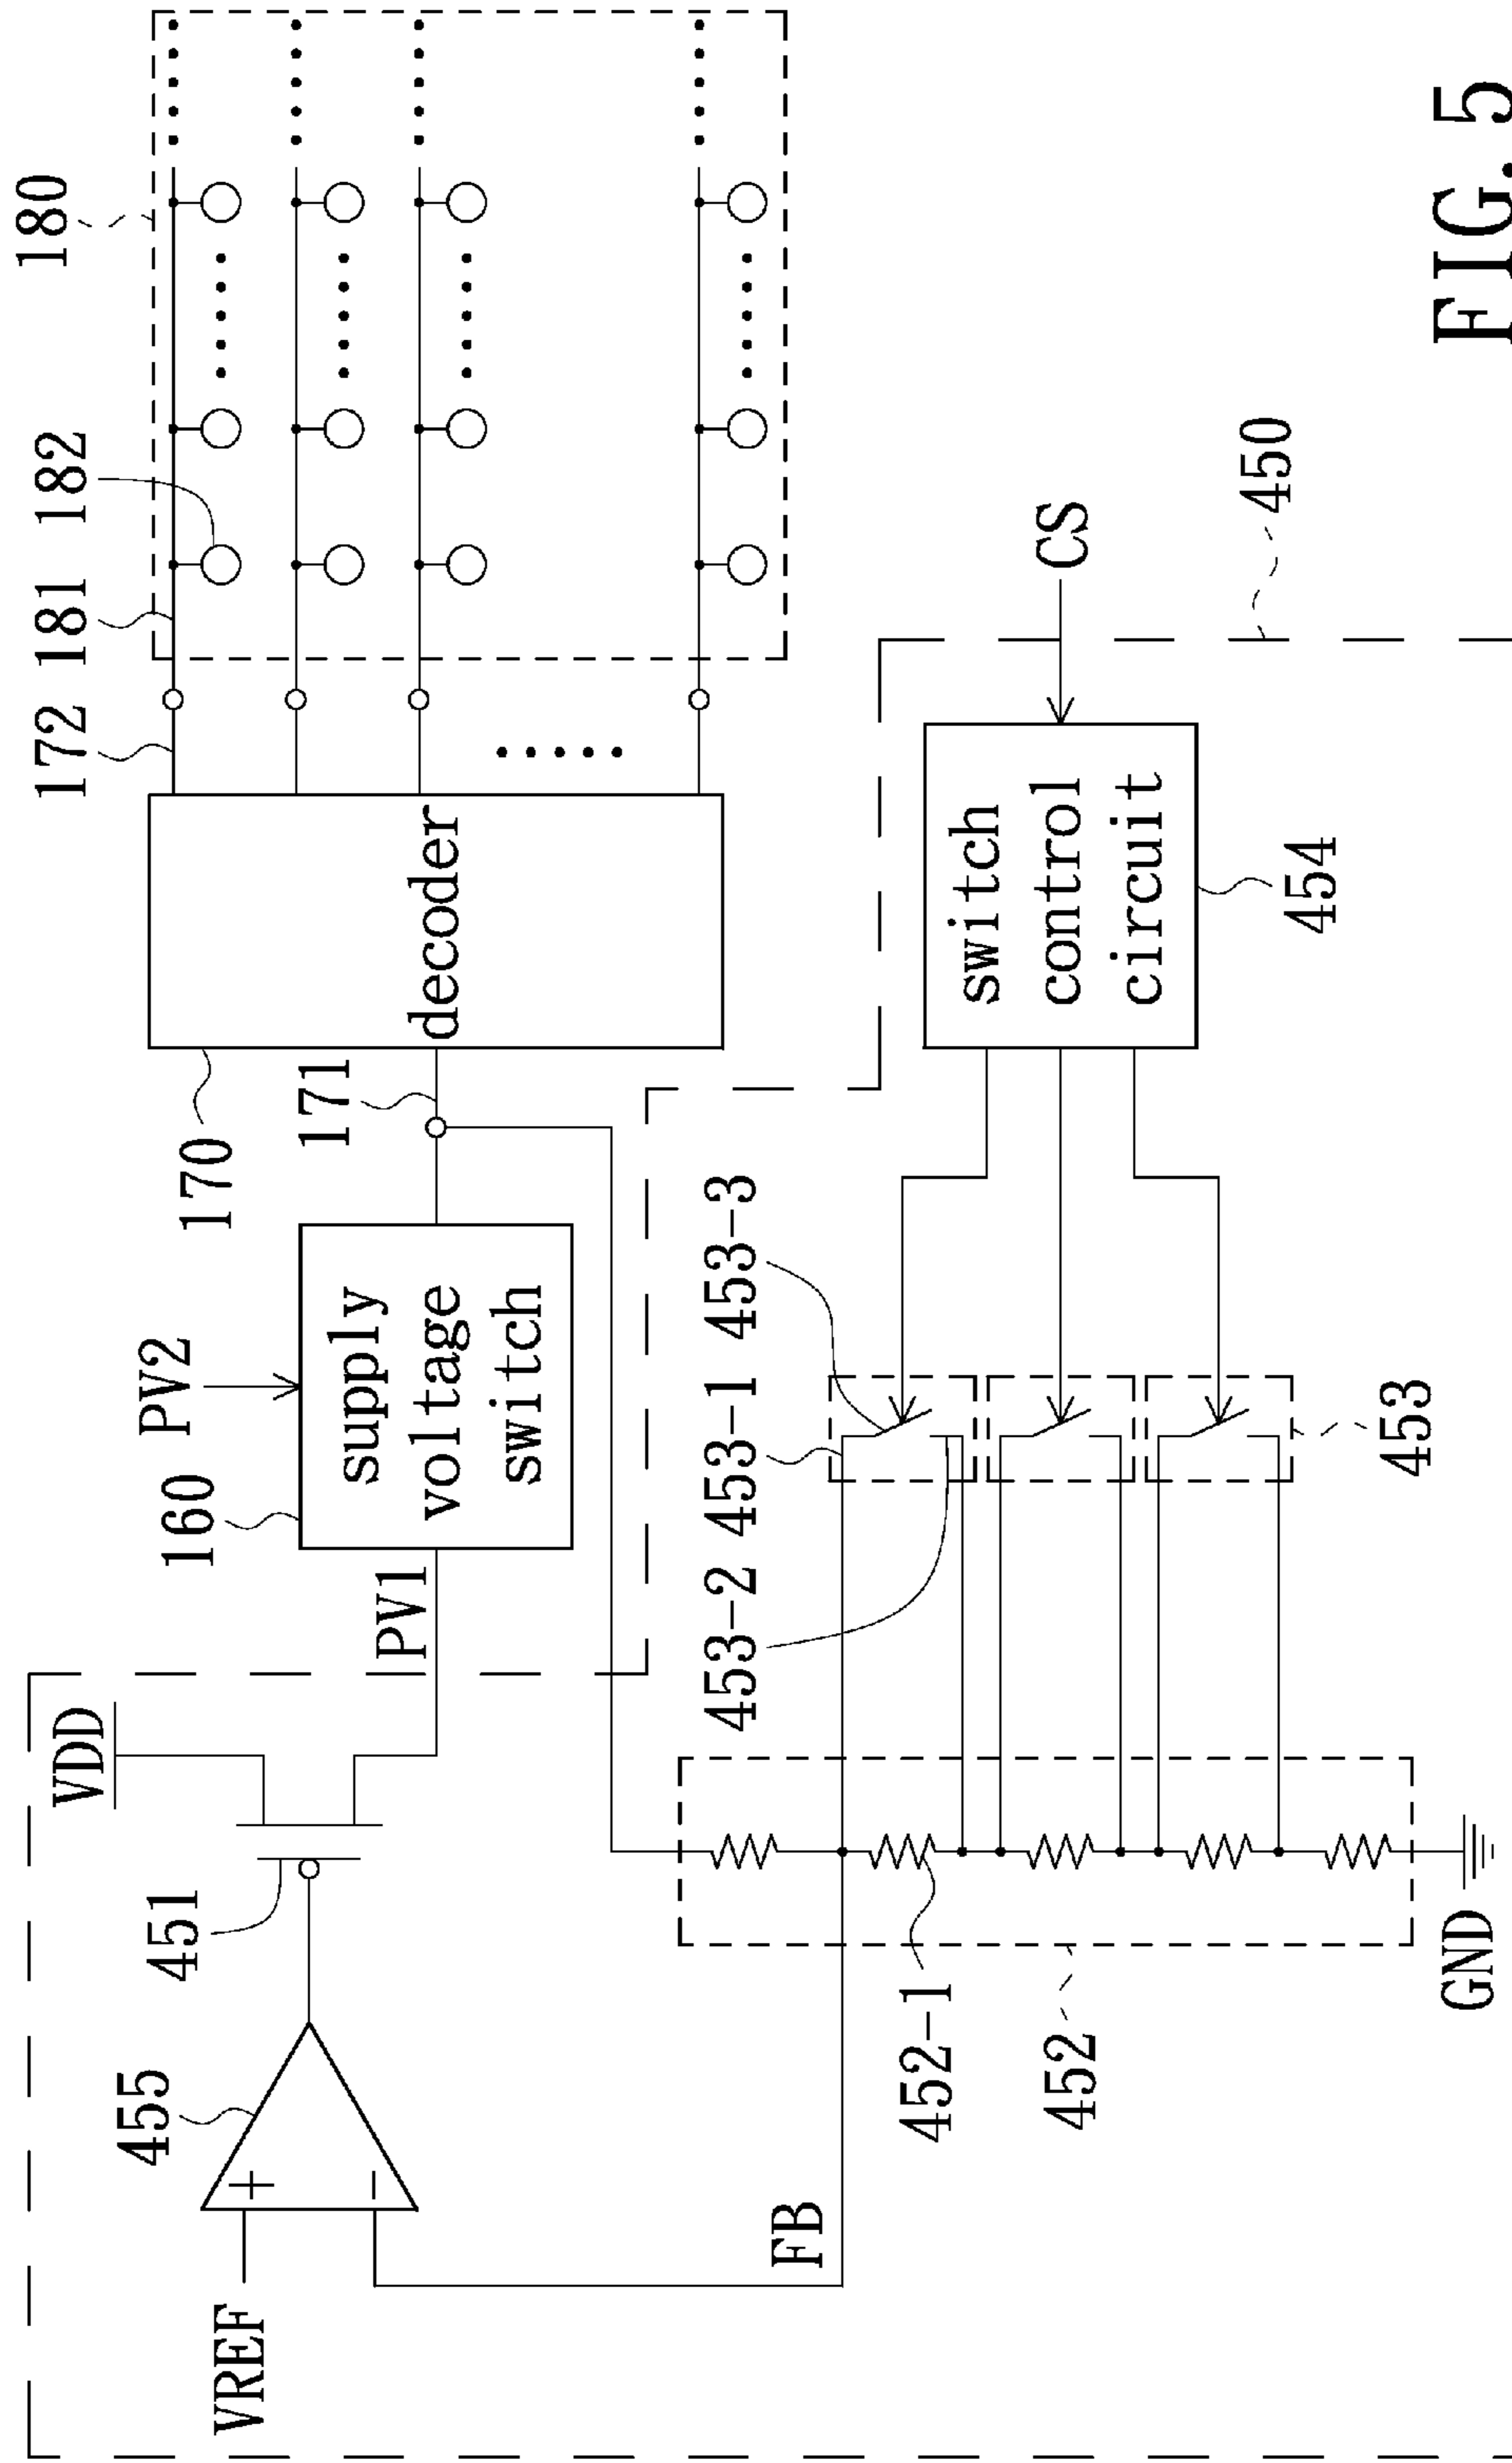 180
172 181 182
decoder
170
171
PV2
160
supply
voltage
switch
PV1
VDD
451
455
+
−
VREF
FB
CS
450
switch
control
circuit
454
453-2 453-1 453-3
453
452-1
452
GND
FIG.5